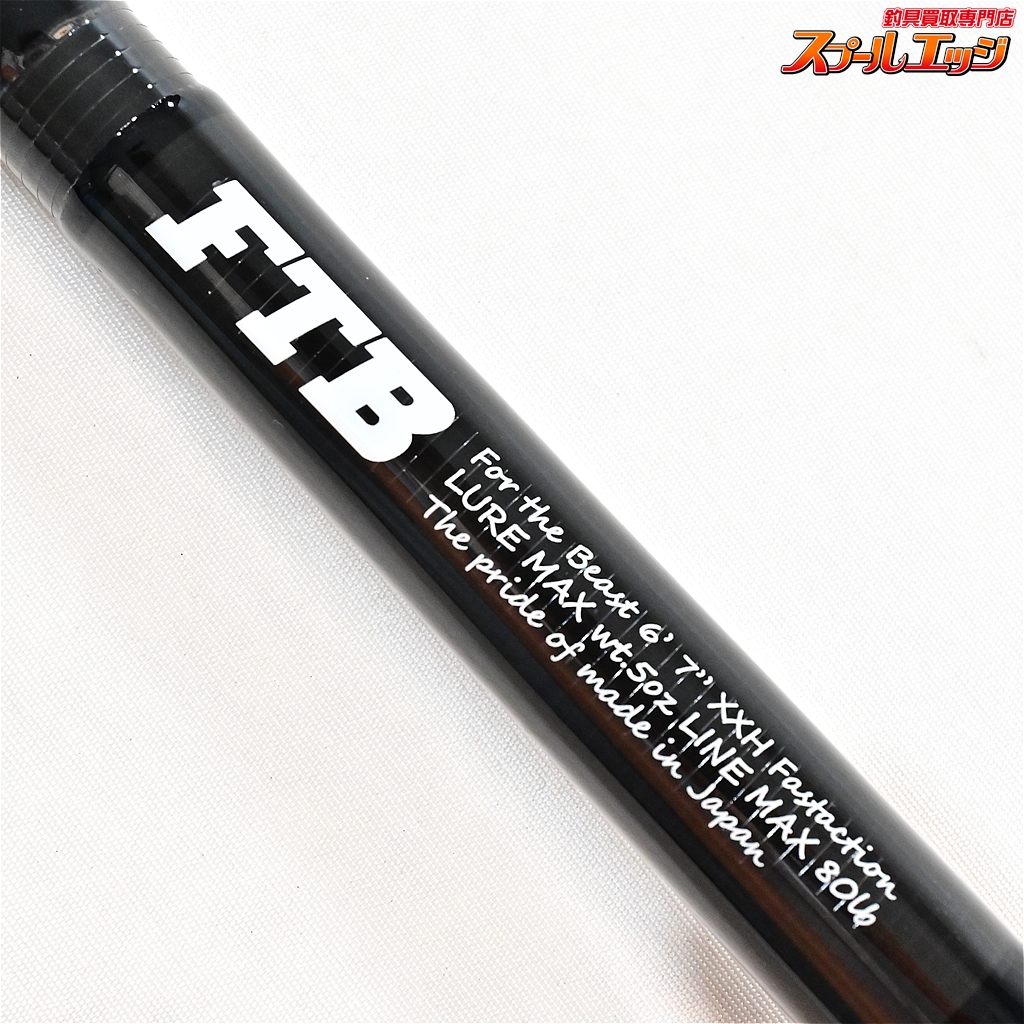 釣具買取専門店
スプールエッジ
FTB
For the Beast 6' 7" XXH Fastaction
LURE MAX wt.5oz LINE MAX 80lb
The pride of made in Japan